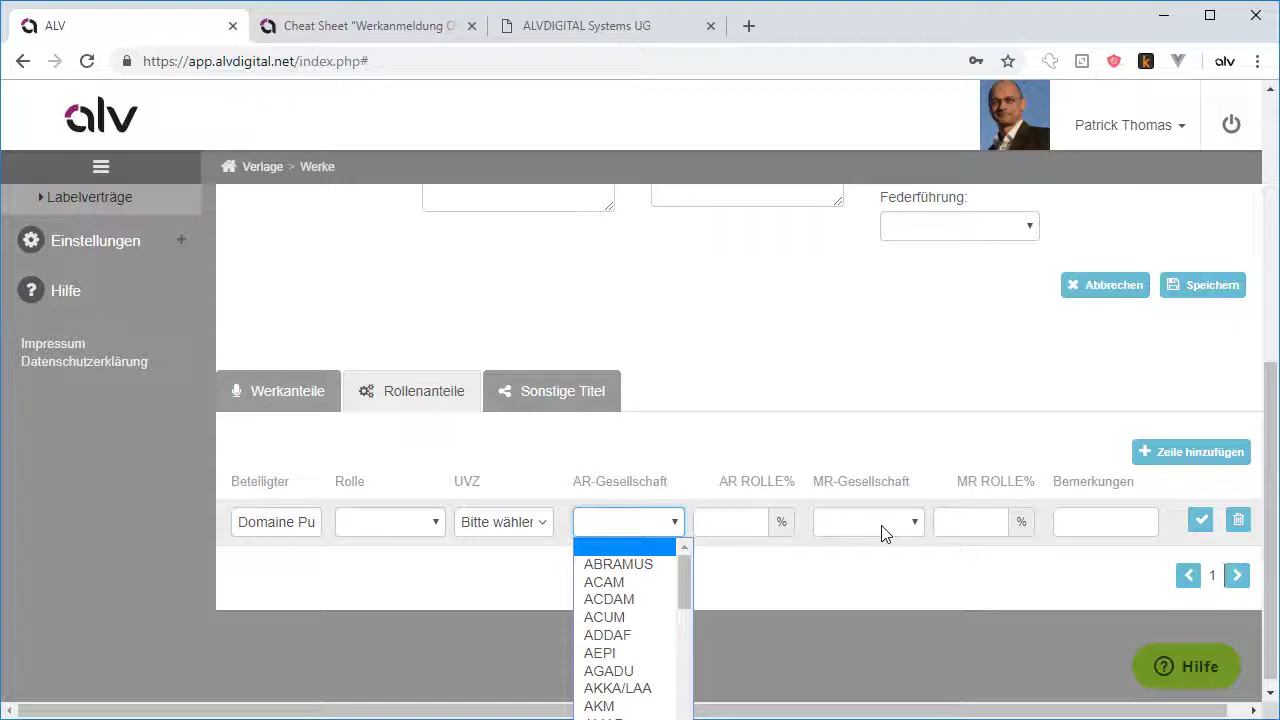 ALV
Cheat Sheet "Werkanmeldung O
ALVDIGITAL Systems UG
https://app.alvdigital.net/index.php#
k
alv
alv
Patrick Thomas
Verlage > Werke
Labelverträge
Federführung:
Einstellungen +
Abbrechen
Speichern
Hilfe
Impressum
Datenschutzerklärung
Werkanteile
Rollenanteile
Sonstige Titel
Zeile hinzufügen
Beteiligter Rolle UVZ AR-Gesellschaft AR ROLLE% MR-Gesellschaft MR ROLLE% Bemerkungen
Domaine Pu Bitte wähler % %
ABRAMUS
1
ACAM
ACDAM
ACUM
ADDAF
AEPI
AGADU
Hilfe
AKKA/LAA
AKM